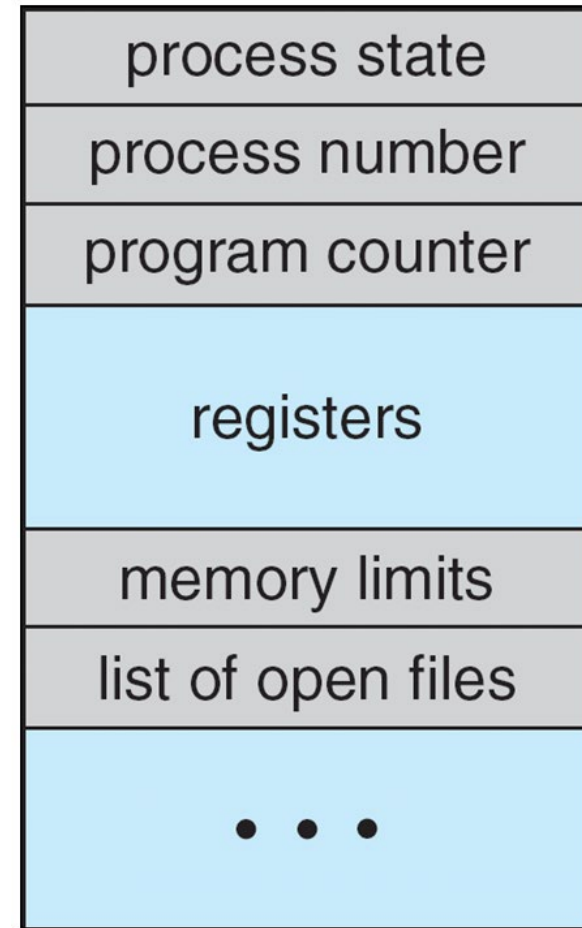 process state
process number
program counter
registers
memory limits
list of open files
• • •